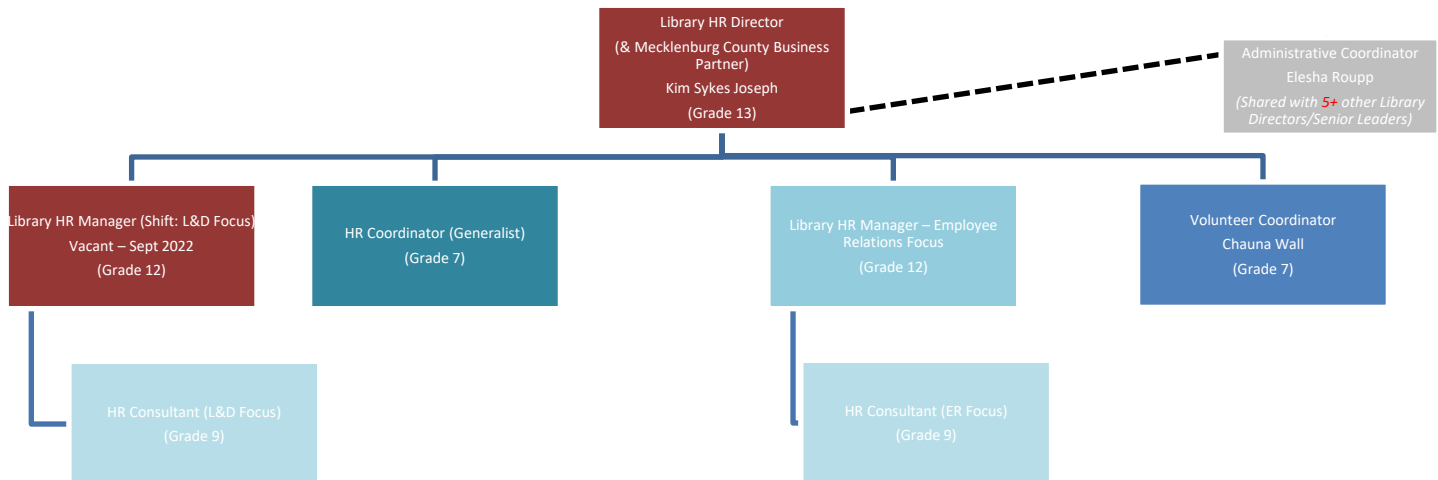 Library HR Director
(& Mecklenburg County Business
Partner)
Kim Sykes Joseph
(Grade 13)
Administrative Coordinator
Elesha Roupp
(Shared with 5+ other Library
Directors/Senior Leaders)
Library HR Manager (Shift: L&D Focus)
Vacant – Sept 2022
(Grade 12)
HR Coordinator (Generalist)
(Grade 7)
Library HR Manager – Employee
Relations Focus
(Grade 12)
Volunteer Coordinator
Chauna Wall
(Grade 7)
HR Consultant (L&D Focus)
(Grade 9)
HR Consultant (ER Focus)
(Grade 9)